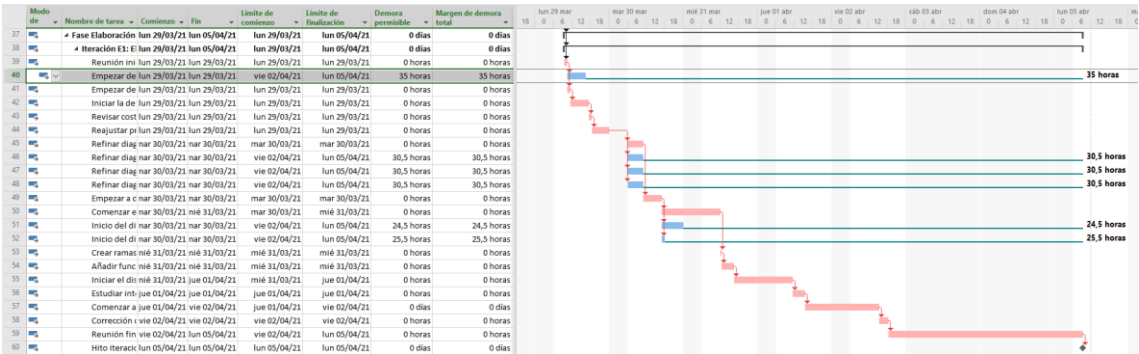 Modo de Nombre de tarea Comienzo Fin Límite de comienzo Límite de finalización Demora permisible Margen de demora total
lun 29 mar mar 30 mar mié 31 mar jue 01 abr vie 02 abr sáb 03 abr dom 04 abr lun 05 abr
18 0 6 12 18 0 6 12 18 0 6 12 18 0 6 12 18 0 6 12 18 0 6 12 18 0 6 12 18 0 6 12 18 0
37 Fase Elaboración lun 29/03/21 lun 05/04/21 lun 29/03/21 lun 05/04/21 0 días 0 días
38 Iteración E1: El lun 29/03/21 lun 05/04/21 lun 29/03/21 lun 05/04/21 0 días 0 días
39 Reunión ini lun 29/03/21 lun 29/03/21 lun 29/03/21 lun 29/03/21 0 horas 0 horas
40 Empezar de lun 29/03/21 lun 29/03/21 vie 02/04/21 lun 05/04/21 35 horas 35 horas 35 horas
41 Empezar de lun 29/03/21 lun 29/03/21 lun 29/03/21 lun 29/03/21 0 horas 0 horas
42 Iniciar la de lun 29/03/21 lun 29/03/21 lun 29/03/21 lun 29/03/21 0 horas 0 horas
43 Revisar cost lun 29/03/21 lun 29/03/21 lun 29/03/21 lun 29/03/21 0 horas 0 horas
44 Reajustar pl lun 29/03/21 lun 29/03/21 lun 29/03/21 lun 29/03/21 0 horas 0 horas
45 Refinar diag mar 30/03/21 mar 30/03/21 mar 30/03/21 mar 30/03/21 0 horas 0 horas
46 Refinar diag mar 30/03/21 mar 30/03/21 vie 02/04/21 lun 05/04/21 30,5 horas 30,5 horas 30,5 horas
47 Refinar diag mar 30/03/21 mar 30/03/21 vie 02/04/21 lun 05/04/21 30,5 horas 30,5 horas 30,5 horas
48 Refinar diag mar 30/03/21 mar 30/03/21 vie 02/04/21 lun 05/04/21 30,5 horas 30,5 horas 30,5 horas
49 Empezar a c mar 30/03/21 mar 30/03/21 mar 30/03/21 mar 30/03/21 0 horas 0 horas
50 Comenzar e mar 30/03/21 mié 31/03/21 mar 30/03/21 mié 31/03/21 0 horas 0 horas
51 Inicio del di mar 30/03/21 mar 30/03/21 vie 02/04/21 lun 05/04/21 24,5 horas 24,5 horas 24,5 horas
52 Inicio del di mar 30/03/21 mar 30/03/21 vie 02/04/21 lun 05/04/21 25,5 horas 25,5 horas 25,5 horas
53 Crear ramas mié 31/03/21 mié 31/03/21 mié 31/03/21 mié 31/03/21 0 horas 0 horas
54 Añadir func mié 31/03/21 mié 31/03/21 mié 31/03/21 mié 31/03/21 0 horas 0 horas
55 Iniciar el dis mié 31/03/21 jue 01/04/21 mié 31/03/21 jue 01/04/21 0 horas 0 horas
56 Estudiar inte jue 01/04/21 jue 01/04/21 jue 01/04/21 jue 01/04/21 0 horas 0 horas
57 Comenzar a jue 01/04/21 vie 02/04/21 jue 01/04/21 vie 02/04/21 0 días 0 días
58 Corrección d vie 02/04/21 vie 02/04/21 vie 02/04/21 vie 02/04/21 0 horas 0 horas
59 Reunión fin vie 02/04/21 lun 05/04/21 vie 02/04/21 lun 05/04/21 0 horas 0 horas
60 Hito iteracio lun 05/04/21 lun 05/04/21 lun 05/04/21 lun 05/04/21 0 días 0 días